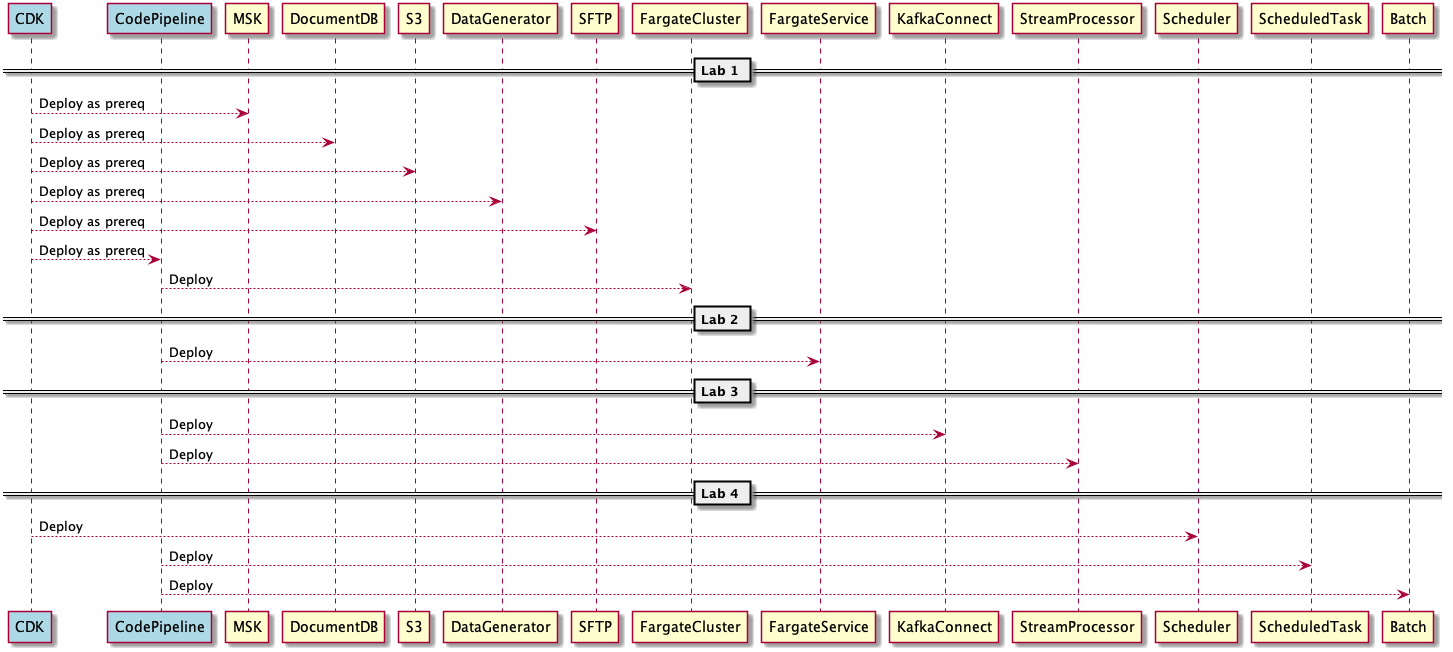 CDK CodePipeline MSK DocumentDB S3 DataGenerator SFTP FargateCluster FargateService KafkaConnect StreamProcessor Scheduler ScheduledTask Batch
Lab 1
Deploy as prereq
Deploy as prereq
Deploy as prereq
Deploy as prereq
Deploy as prereq
Deploy as prereq
Deploy
Lab 2
Deploy
Lab 3
Deploy
Deploy
Lab 4
Deploy
Deploy
Deploy
CDK CodePipeline MSK DocumentDB S3 DataGenerator SFTP FargateCluster FargateService KafkaConnect StreamProcessor Scheduler ScheduledTask Batch